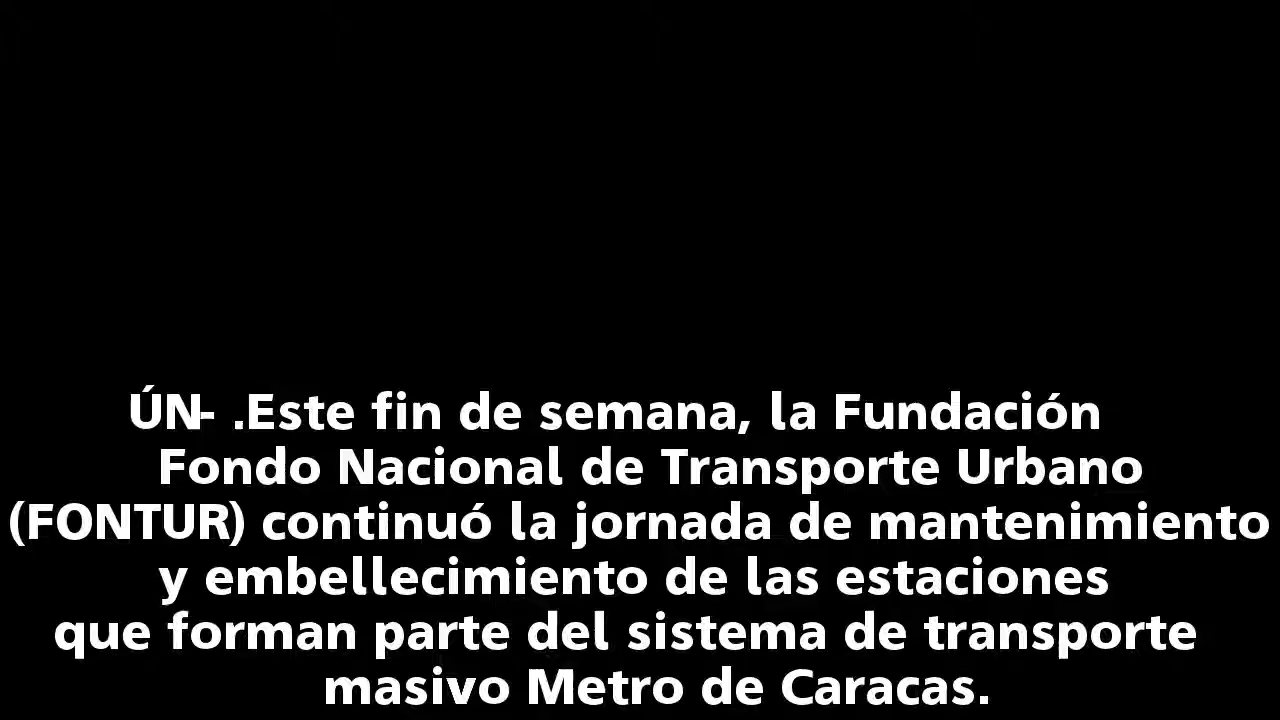 ÚN- .Este fin de semana, la Fundación
Fondo Nacional de Transporte Urbano
(FONTUR) continuó la jornada de mantenimiento
y embellecimiento de las estaciones
que forman parte del sistema de transporte
masivo Metro de Caracas.